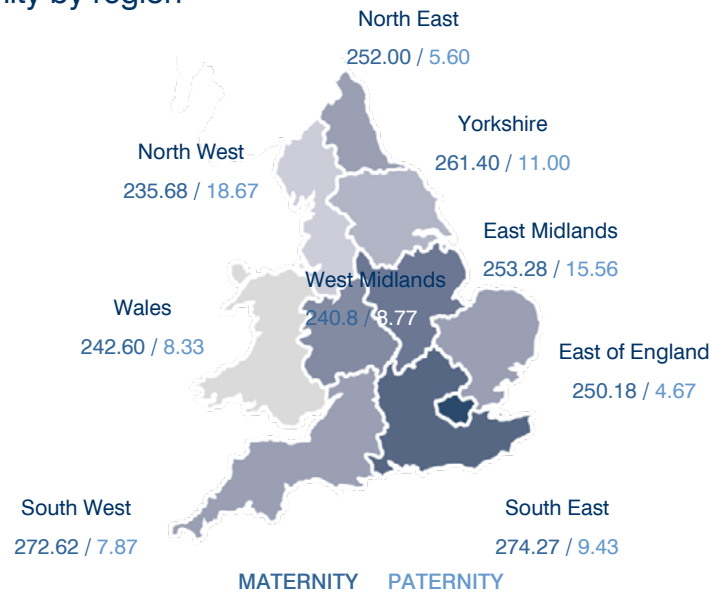 by region
North East
252.00 / 5.60
Yorkshire
261.40 / 11.00
North West
235.68 / 18.67
East Midlands
253.28 / 15.56
West Midlands
240.8 / 8.77
Wales
242.60 / 8.33
East of England
250.18 / 4.67
South West
272.62 / 7.87
South East
274.27 / 9.43
MATERNITY PATERNITY